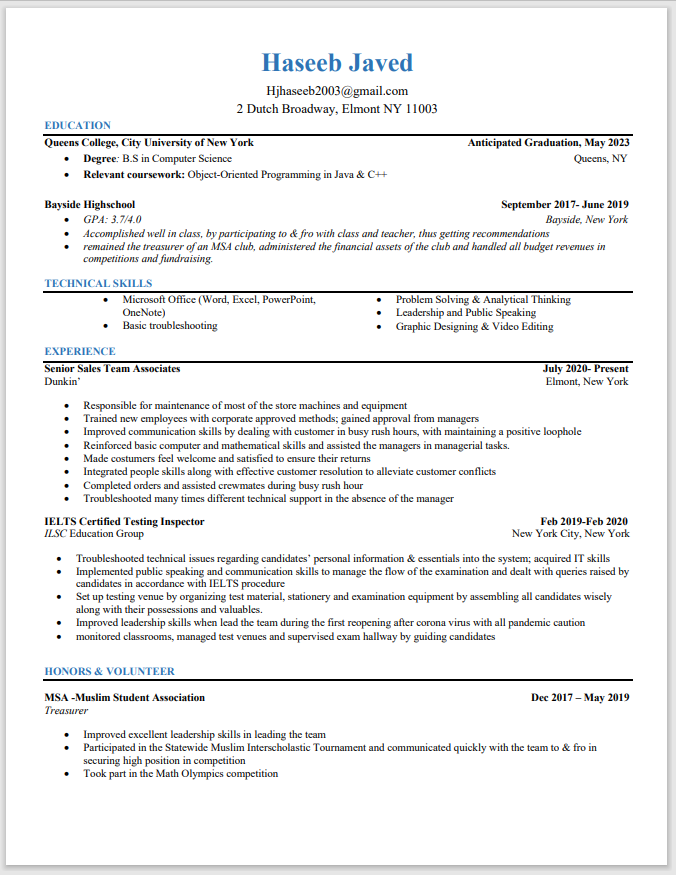 Haseeb Javed
Hjhaseeb2003@gmail.com
2 Dutch Broadway, Elmont NY 11003
EDUCATION
Queens College, City University of New York Anticipated Graduation, May 2023
• Degree: B.S in Computer Science Queens, NY
• Relevant coursework: Object-Oriented Programming in Java & C++
Bayside Highschool September 2017- June 2019
• GPA: 3.7/4.0 Bayside, New York
• Accomplished well in class, by participating to & fro with class and teacher, thus getting recommendations
• remained the treasurer of an MSA club, administered the financial assets of the club and handled all budget revenues in
competitions and fundraising.
TECHNICAL SKILLS
• Microsoft Office (Word, Excel, PowerPoint,
OneNote)
• Basic troubleshooting
• Problem Solving & Analytical Thinking
• Leadership and Public Speaking
• Graphic Designing & Video Editing
EXPERIENCE
Senior Sales Team Associates July 2020- Present
Dunkin’ Elmont, New York
• Responsible for maintenance of most of the store machines and equipment
• Trained new employees with corporate approved methods; gained approval from managers
• Improved communication skills by dealing with customer in busy rush hours, with maintaining a positive loophole
• Reinforced basic computer and mathematical skills and assisted the managers in managerial tasks.
• Made costumers feel welcome and satisfied to ensure their returns
• Integrated people skills along with effective customer resolution to alleviate customer conflicts
• Completed orders and assisted crewmates during busy rush hour
• Troubleshooted many times different technical support in the absence of the manager
IELTS Certified Testing Inspector Feb 2019-Feb 2020
ILSC Education Group New York City, New York
• Troubleshooted technical issues regarding candidates’ personal information & essentials into the system; acquired IT skills
• Implemented public speaking and communication skills to manage the flow of the examination and dealt with queries raised by
candidates in accordance with IELTS procedure
• Set up testing venue by organizing test material, stationery and examination equipment by assembling all candidates wisely
along with their possessions and valuables.
• Improved leadership skills when lead the team during the first reopening after corona virus with all pandemic caution
• monitored classrooms, managed test venues and supervised exam hallway by guiding candidates
HONORS & VOLUNTEER
MSA -Muslim Student Association Dec 2017 – May 2019
Treasurer
• Improved excellent leadership skills in leading the team
• Participated in the Statewide Muslim Interscholastic Tournament and communicated quickly with the team to & fro in
securing high position in competition
• Took part in the Math Olympics competition